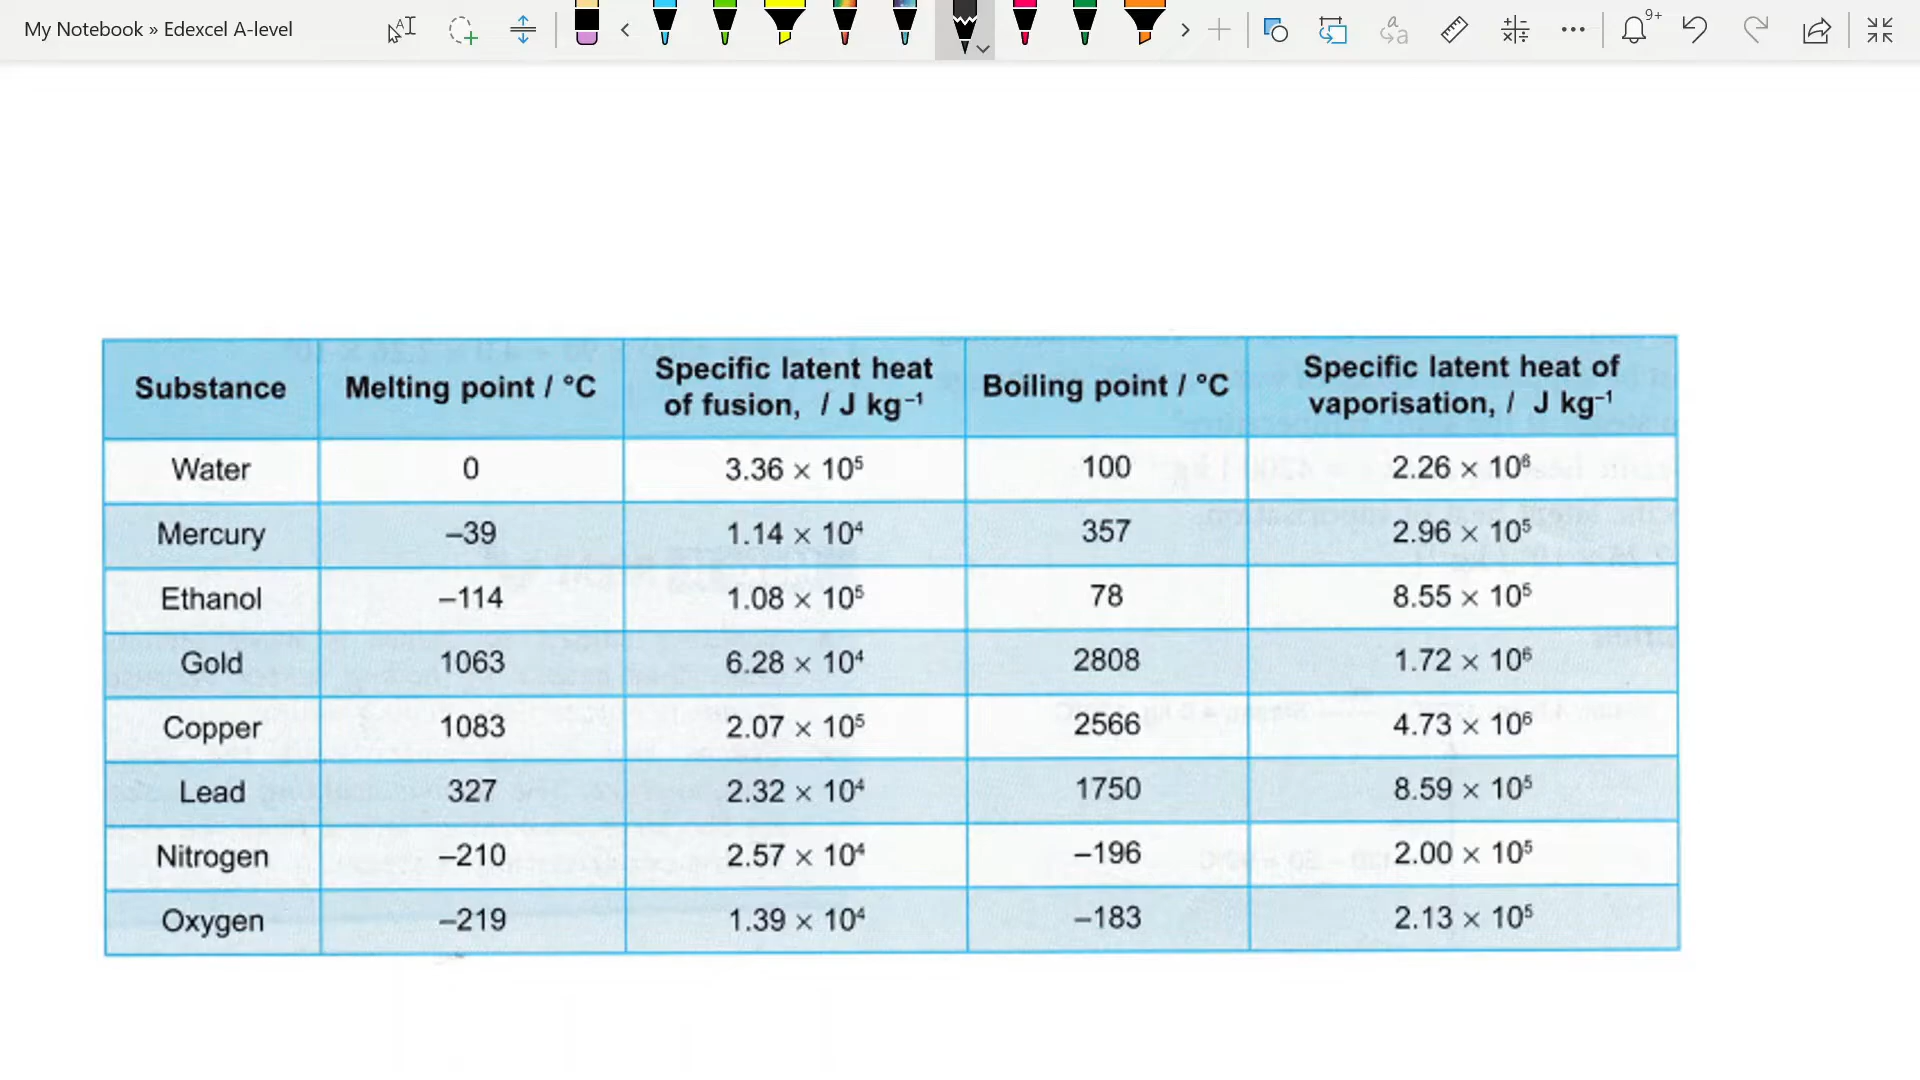 My Notebook » Edexcel A-level
9+
Substance Melting point / °C Specific latent heat of fusion, / J kg⁻¹ Boiling point / °C Specific latent heat of vaporisation, / J kg⁻¹
Water 0 3.36 × 10⁵ 100 2.26 × 10⁶
Mercury –39 1.14 × 10⁴ 357 2.96 × 10⁵
Ethanol –114 1.08 × 10⁵ 78 8.55 × 10⁵
Gold 1063 6.28 × 10⁴ 2808 1.72 × 10⁶
Copper 1083 2.07 × 10⁵ 2566 4.73 × 10⁶
Lead 327 2.32 × 10⁴ 1750 8.59 × 10⁵
Nitrogen –210 2.57 × 10⁴ –196 2.00 × 10⁵
Oxygen –219 1.39 × 10⁴ –183 2.13 × 10⁵